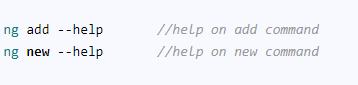 ng add --help //help on add command
ng new --help //help on new command